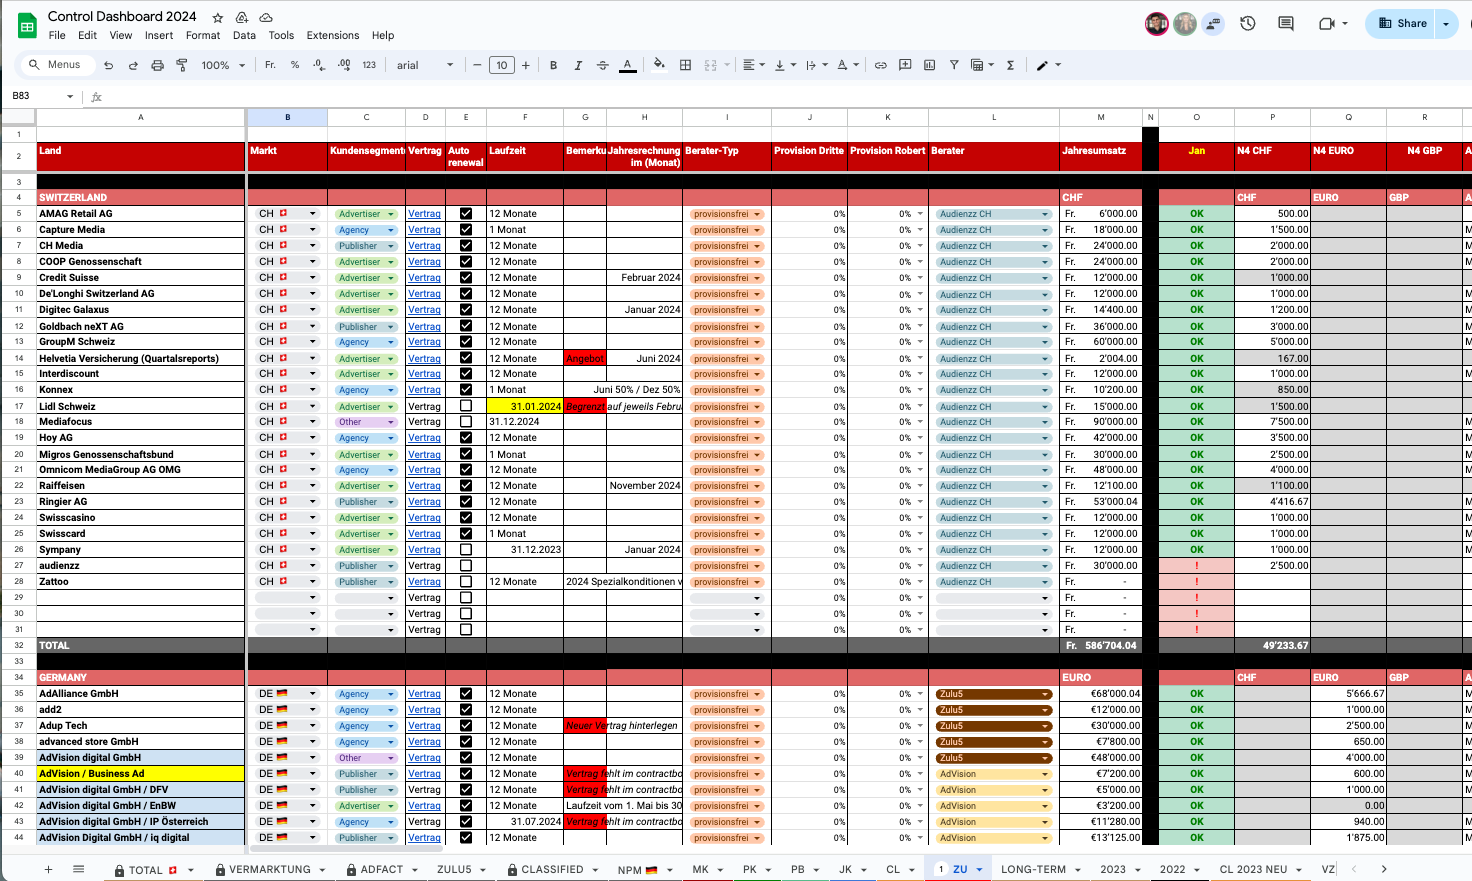 Control Dashboard 2024
File Edit View Insert Format Data Tools Extensions Help
Share
Menus 100% Fr. % .0 .00 123 arial 10 B I A
B83 fx
A B C D E F G H I J K L M N O P Q R
1
2 Land Markt Kundensegment Vertrag Auto renewal Laufzeit Bemerku Jahresrechnung im (Monat) Berater-Typ Provision Dritte Provision Robert Berater Jahresumsatz Jan N4 CHF N4 EURO N4 GBP A
3
4 SWITZERLAND CHF CHF EURO GBP A
5 AMAG Retail AG CH Advertiser Vertrag 12 Monate provisionsfrei 0% 0% Audienzz CH Fr. 6'000.00 OK 500.00
6 Capture Media CH Agency Vertrag 1 Monat provisionsfrei 0% 0% Audienzz CH Fr. 18'000.00 OK 1'500.00 M
7 CH Media CH Publisher Vertrag 12 Monate provisionsfrei 0% 0% Audienzz CH Fr. 24'000.00 OK 2'000.00 M
8 COOP Genossenschaft CH Advertiser Vertrag 12 Monate provisionsfrei 0% 0% Audienzz CH Fr. 24'000.00 OK 2'000.00 M
9 Credit Suisse CH Advertiser Vertrag 12 Monate Februar 2024 provisionsfrei 0% 0% Audienzz CH Fr. 12'000.00 OK 1'000.00
10 De'Longhi Switzerland AG CH Advertiser Vertrag 12 Monate provisionsfrei 0% 0% Audienzz CH Fr. 12'000.00 OK 1'000.00 M
11 Digitec Galaxus CH Advertiser Vertrag 12 Monate Januar 2024 provisionsfrei 0% 0% Audienzz CH Fr. 14'400.00 OK 1'200.00 M
12 Goldbach neXT AG CH Publisher Vertrag 12 Monate provisionsfrei 0% 0% Audienzz CH Fr. 36'000.00 OK 3'000.00 M
13 GroupM Schweiz CH Agency Vertrag 12 Monate provisionsfrei 0% 0% Audienzz CH Fr. 60'000.00 OK 5'000.00 M
14 Helvetia Versicherung (Quartalsreports) CH Advertiser Vertrag 12 Monate Angebot Juni 2024 provisionsfrei 0% 0% Audienzz CH Fr. 2'004.00 OK 167.00
15 Interdiscount CH Advertiser Vertrag 12 Monate provisionsfrei 0% 0% Audienzz CH Fr. 12'000.00 OK 1'000.00 M
16 Konnex CH Agency Vertrag 1 Monat Juni 50% / Dez 50% provisionsfrei 0% 0% Audienzz CH Fr. 10'200.00 OK 850.00
17 Lidl Schweiz CH Advertiser Vertrag 31.01.2024 Begrenzt auf jeweils Februa provisionsfrei 0% 0% Audienzz CH Fr. 15'000.00 OK 1'500.00
18 Mediafocus CH Other Vertrag 31.12.2024 provisionsfrei 0% 0% Audienzz CH Fr. 90'000.00 OK 7'500.00 M
19 Hoy AG CH Agency Vertrag 12 Monate provisionsfrei 0% 0% Audienzz CH Fr. 42'000.00 OK 3'500.00 M
20 Migros Genossenschaftsbund CH Advertiser Vertrag 1 Monat provisionsfrei 0% 0% Audienzz CH Fr. 30'000.00 OK 2'500.00 M
21 Omnicom MediaGroup AG OMG CH Agency Vertrag 12 Monate provisionsfrei 0% 0% Audienzz CH Fr. 48'000.00 OK 4'000.00 M
22 Raiffeisen CH Advertiser Vertrag 12 Monate November 2024 provisionsfrei 0% 0% Audienzz CH Fr. 12'100.00 OK 1'100.00
23 Ringier AG CH Publisher Vertrag 12 Monate provisionsfrei 0% 0% Audienzz CH Fr. 53'000.04 OK 4'416.67 M
24 Swisscasino CH Advertiser Vertrag 12 Monate provisionsfrei 0% 0% Audienzz CH Fr. 12'000.00 OK 1'000.00 M
25 Swisscard CH Advertiser Vertrag 1 Monat provisionsfrei 0% 0% Audienzz CH Fr. 12'000.00 OK 1'000.00 M
26 Sympany CH Advertiser Vertrag 31.12.2023 Januar 2024 provisionsfrei 0% 0% Audienzz CH Fr. 12'000.00 OK 1'000.00 M
27 audienzz CH Publisher Vertrag provisionsfrei 0% 0% Audienzz CH Fr. 30'000.00 ! 2'500.00
28 Zattoo CH Publisher Vertrag 12 Monate 2024 Spezialkonditionen v provisionsfrei 0% 0% Audienzz CH Fr. - !
29 Vertrag 0% 0% Fr. - !
30 Vertrag 0% 0% Fr. - !
31 Vertrag 0% 0% Fr. - !
32 TOTAL Fr. 586'704.04 49'233.67
33
34 GERMANY EURO CHF EURO GBP A
35 AdAlliance GmbH DE Agency Vertrag 12 Monate provisionsfrei 0% 0% Zulu5 €68'000.04 OK 5'666.67 M
36 add2 DE Agency Vertrag 12 Monate provisionsfrei 0% 0% Zulu5 €12'000.00 OK 1'000.00 M
37 Adup Tech DE Agency Vertrag 12 Monate Neuer Vertrag hinterlegen provisionsfrei 0% 0% Zulu5 €30'000.00 OK 2'500.00 M
38 advanced store GmbH DE Agency Vertrag 12 Monate provisionsfrei 0% 0% Zulu5 €7'800.00 OK 650.00 M
39 AdVision digital GmbH DE Other Vertrag 12 Monate provisionsfrei 0% 0% Zulu5 €48'000.00 OK 4'000.00 M
40 AdVision / Business Ad DE Publisher Vertrag 12 Monate Vertrag fehlt im contractbo provisionsfrei 0% 0% AdVision €7'200.00 OK 600.00 M
41 AdVision digital GmbH / DFV DE Publisher Vertrag 12 Monate Vertrag fehlt im contractbo provisionsfrei 0% 0% AdVision €5'000.00 OK 1'000.00 M
42 AdVision digital GmbH / EnBW DE Advertiser Vertrag 12 Monate Laufzeit vom 1. Mai bis 30 provisionsfrei 0% 0% AdVision €3'200.00 OK 0.00 M
43 AdVision digital GmbH / IP Österreich DE Agency Vertrag 31.07.2024 Vertrag fehlt im contractbo provisionsfrei 0% 0% AdVision €11'280.00 OK 940.00 M
44 AdVision Digital GmbH / iq digital DE Publisher Vertrag 12 Monate provisionsfrei 0% 0% AdVision €13'125.00 OK 1'875.00 M
TOTAL VERMARKTUNG ADFACT ZULU5 CLASSIFIED NPM MK PK PB JK CL 1 ZU LONG-TERM 2023 2022 CL 2023 NEU VZ